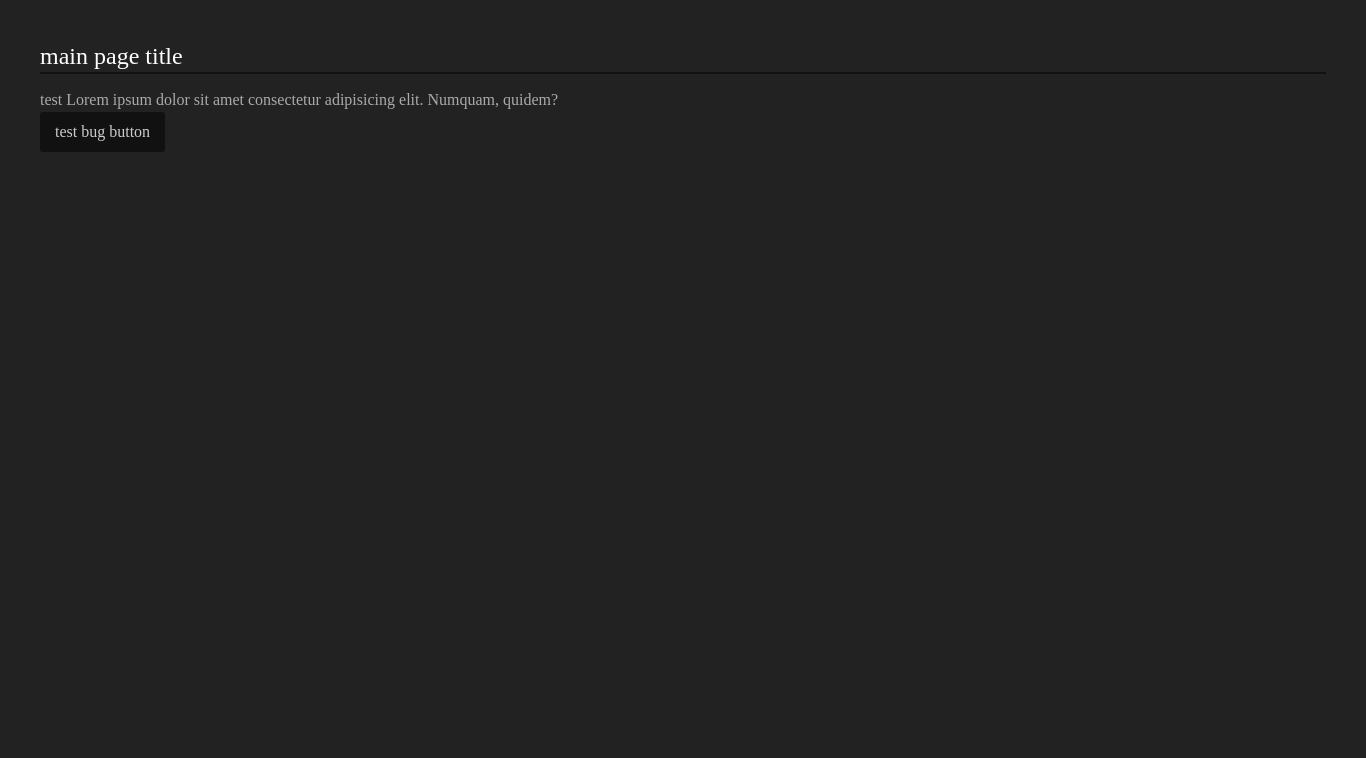 main page title
test Lorem ipsum dolor sit amet consectetur adipisicing elit. Numquam, quidem?
test bug button